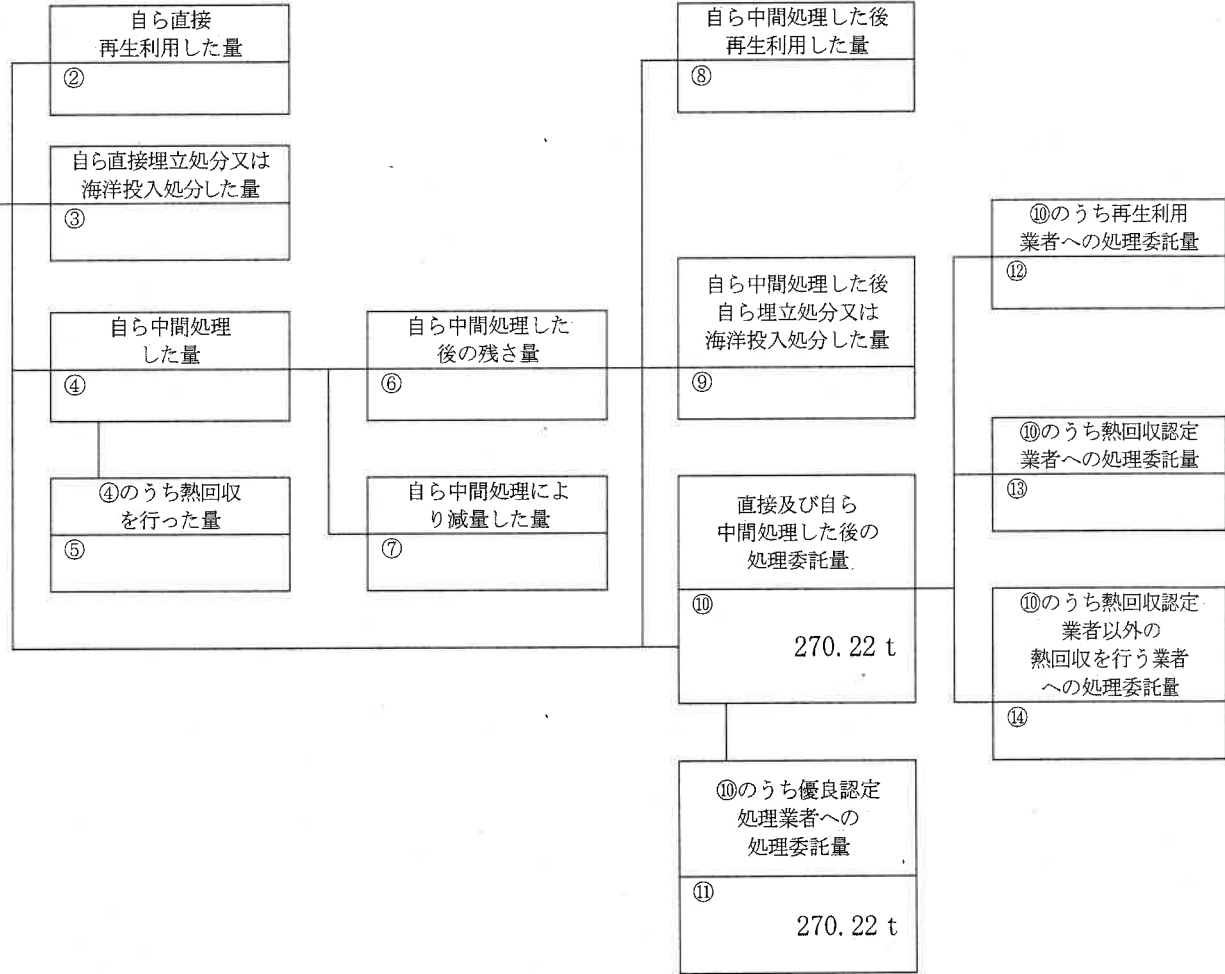 自ら直接
再生利用した量
②
自ら直接埋立処分又は
海洋投入処分した量
③
自ら中間処理
した量
④
④のうち熱回収
を行った量
⑤
自ら中間処理した
後の残さ量
⑥
自ら中間処理によ
り減量した量
⑦
自ら中間処理した後
再生利用した量
⑧
自ら中間処理した後
自ら埋立処分又は
海洋投入処分した量
⑨
直接及び自ら
中間処理した後の
処理委託量
⑩
270.22 t
⑩のうち優良認定
処理業者への
処理委託量
⑪
270.22 t
⑩のうち再生利用
業者への処理委託量
⑫
⑩のうち熱回収認定
業者への処理委託量
⑬
⑩のうち熱回収認定
業者以外の
熱回収を行う業者
への処理委託量
⑭